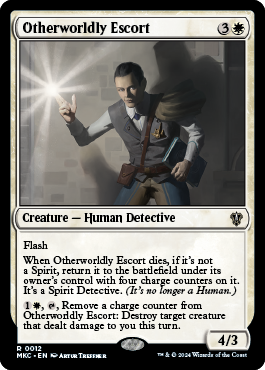 Otherworldly Escort 3
Creature — Human Detective
Flash
When Otherworldly Escort dies, if it's not
a Spirit, return it to the battlefield under its
owner's control with four charge counters on it.
It's a Spirit Detective. (It's no longer a Human.)
1 , , Remove a charge counter from
Otherworldly Escort: Destroy target creature
that dealt damage to you this turn.
4/3
R 0012
MKC • EN Artur Treffner
™ & © 2024 Wizards of the Coast